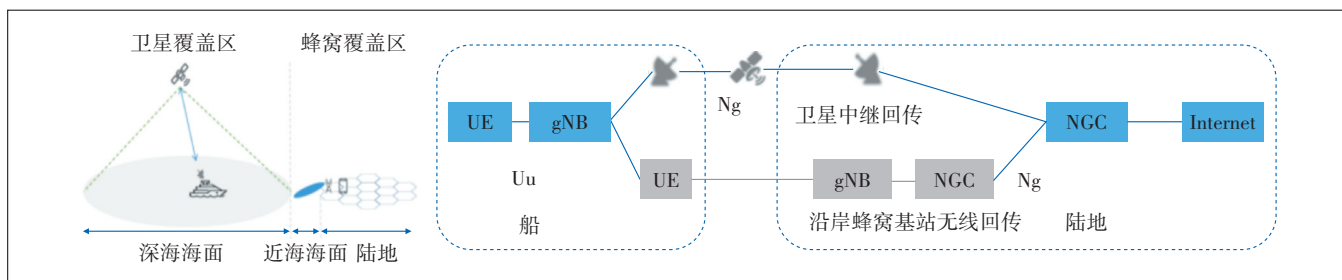 卫星覆盖区
蜂窝覆盖区
深海海面
近海海面
陆地
UE
gNB
Ng
卫星中继回传
NGC
Internet
Uu
UE
gNB
NGC
Ng
船
沿岸蜂窝基站无线回传
陆地